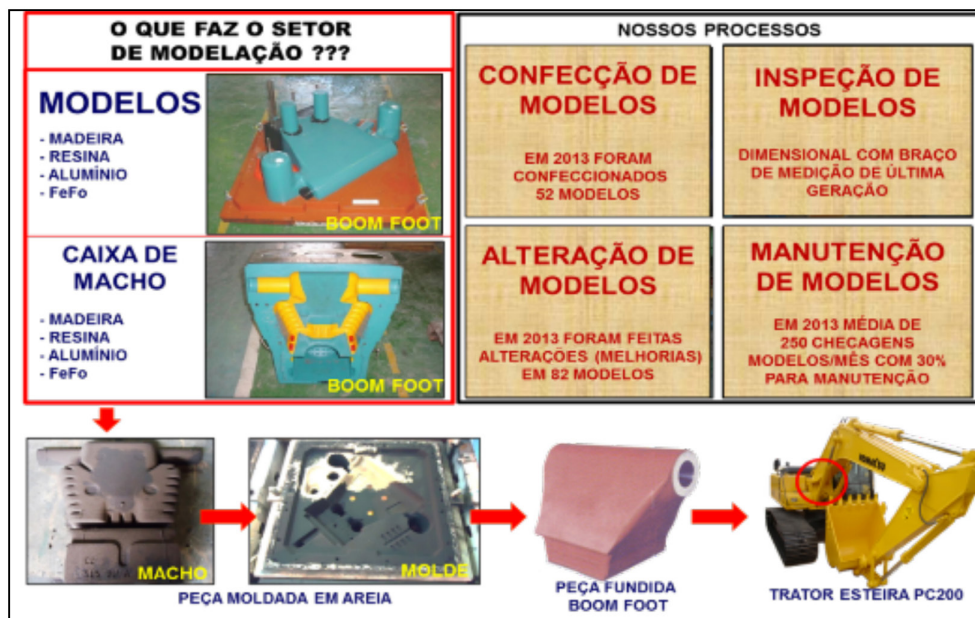 O QUE FAZ O SETOR
DE MODELAÇÃO ???
MODELOS
- MADEIRA
- RESINA
- ALUMÍNIO
- FeFo
BOOM FOOT
CAIXA DE
MACHO
- MADEIRA
- RESINA
- ALUMÍNIO
- FeFo
BOOM FOOT
NOSSOS PROCESSOS
CONFECÇÃO DE
MODELOS
EM 2013 FORAM
CONFECCIONADOS
52 MODELOS
INSPEÇÃO DE
MODELOS
DIMENSIONAL COM BRAÇO
DE MEDIÇÃO DE ÚLTIMA
GERAÇÃO
ALTERAÇÃO DE
MODELOS
EM 2013 FORAM FEITAS
ALTERAÇÕES (MELHORIAS)
EM 82 MODELOS
MANUTENÇÃO
DE MODELOS
EM 2013 MÉDIA DE
250 CHECAGENS
MODELOS/MÊS COM 30%
PARA MANUTENÇÃO
MACHO
MOLDE
PEÇA MOLDADA EM AREIA
PEÇA FUNDIDA
BOOM FOOT
KOMATSU
TRATOR ESTEIRA PC200